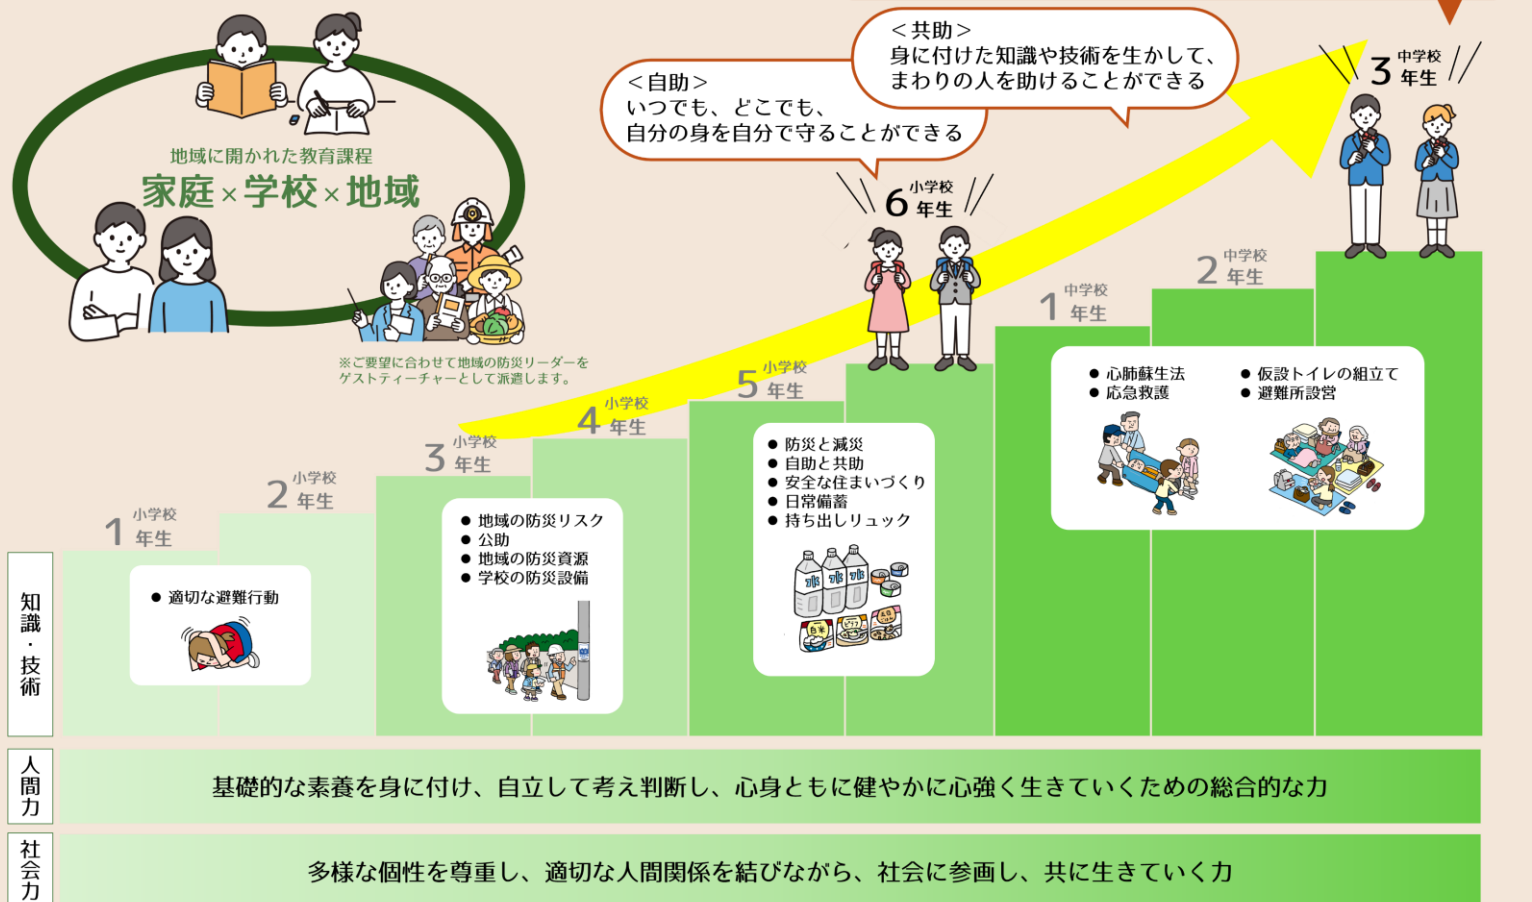 地域に開かれた教育課程
家庭×学校×地域
※ご要望に合わせて地域の防災リーダーを
ゲストティーチャーとして派遣します。
＜自助＞
いつでも、どこでも、
自分の身を自分で守ることができる
＜共助＞
身に付けた知識や技術を生かして、
まわりの人を助けることができる
小学校
1年生
小学校
2年生
小学校
3年生
小学校
4年生
小学校
5年生
小学校
6年生
中学校
1年生
中学校
2年生
中学校
3年生
知識・技術
● 適切な避難行動
● 地域の防災リスク
● 公助
● 地域の防災資源
● 学校の防災設備
● 防災と減災
● 自助と共助
● 安全な住まいづくり
● 日常備蓄
● 持ち出しリュック
水 水 水
白米
● 心肺蘇生法
● 応急救護
● 仮設トイレの組立て
● 避難所設営
人間力
基礎的な素養を身に付け、自立して考え判断し、心身ともに健やかに心強く生きていくための総合的な力
社会力
多様な個性を尊重し、適切な人間関係を結びながら、社会に参画し、共に生きていく力